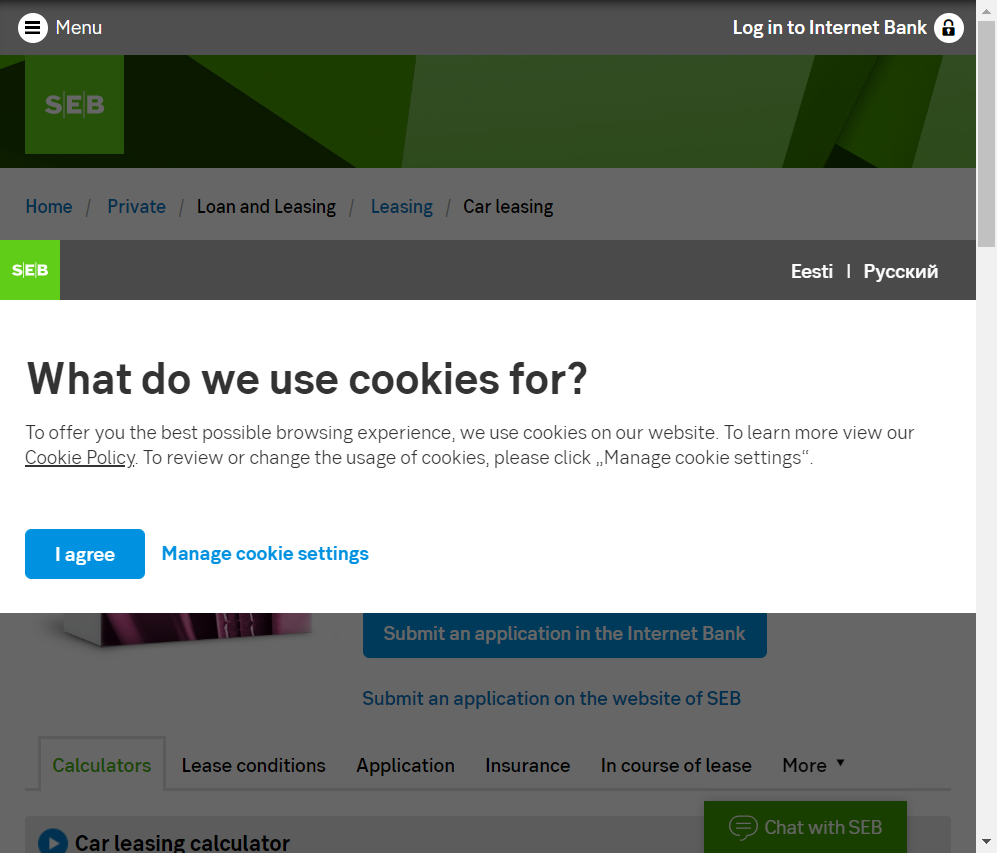 Menu
Log in to Internet Bank
SEB
Home / Private / Loan and Leasing / Leasing / Car leasing
SEB
Eesti | Русский
What do we use cookies for?
To offer you the best possible browsing experience, we use cookies on our website. To learn more view our
Cookie Policy. To review or change the usage of cookies, please click „Manage cookie settings“.
I agree
Manage cookie settings
Submit an application in the Internet Bank
Submit an application on the website of SEB
Calculators
Lease conditions
Application
Insurance
In course of lease
More
Car leasing calculator
Chat with SEB